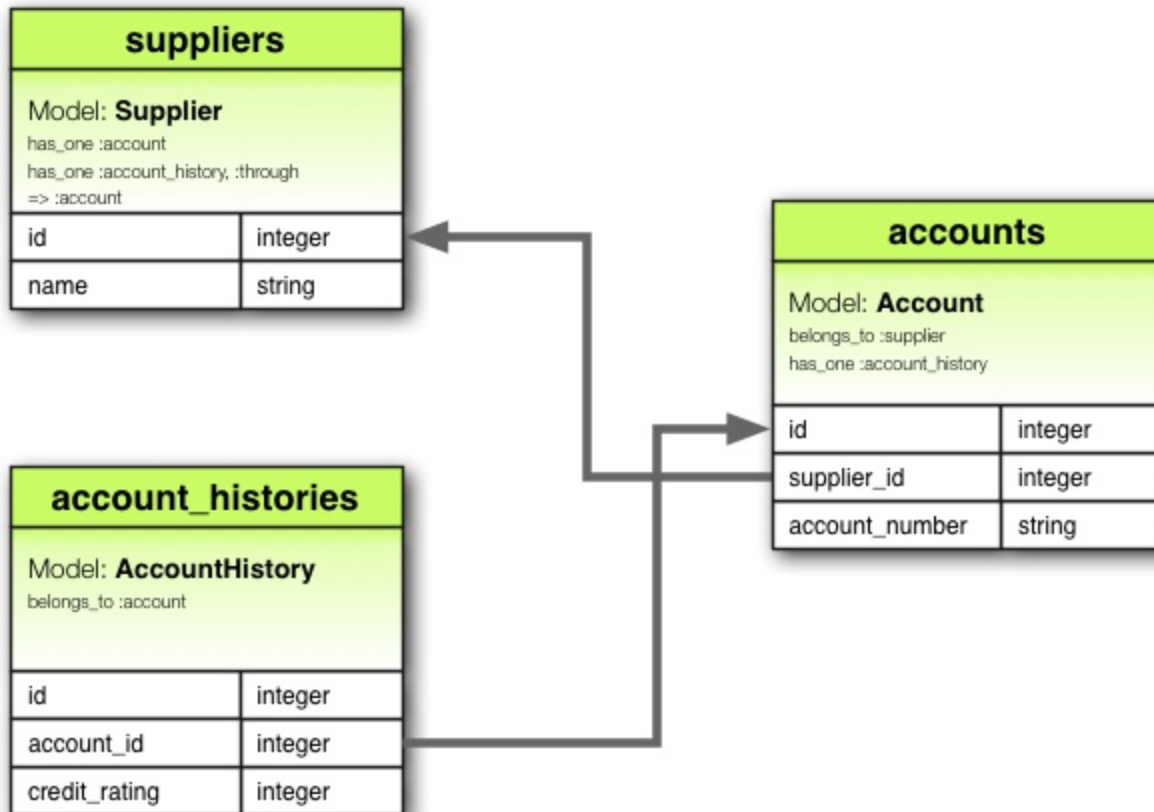 suppliers
Model: Supplier
has_one :account
has_one :account_history, :through
=> :account
id integer
name string
accounts
Model: Account
belongs_to :supplier
has_one :account_history
id integer
supplier_id integer
account_number string
account_histories
Model: AccountHistory
belongs_to :account
id integer
account_id integer
credit_rating integer